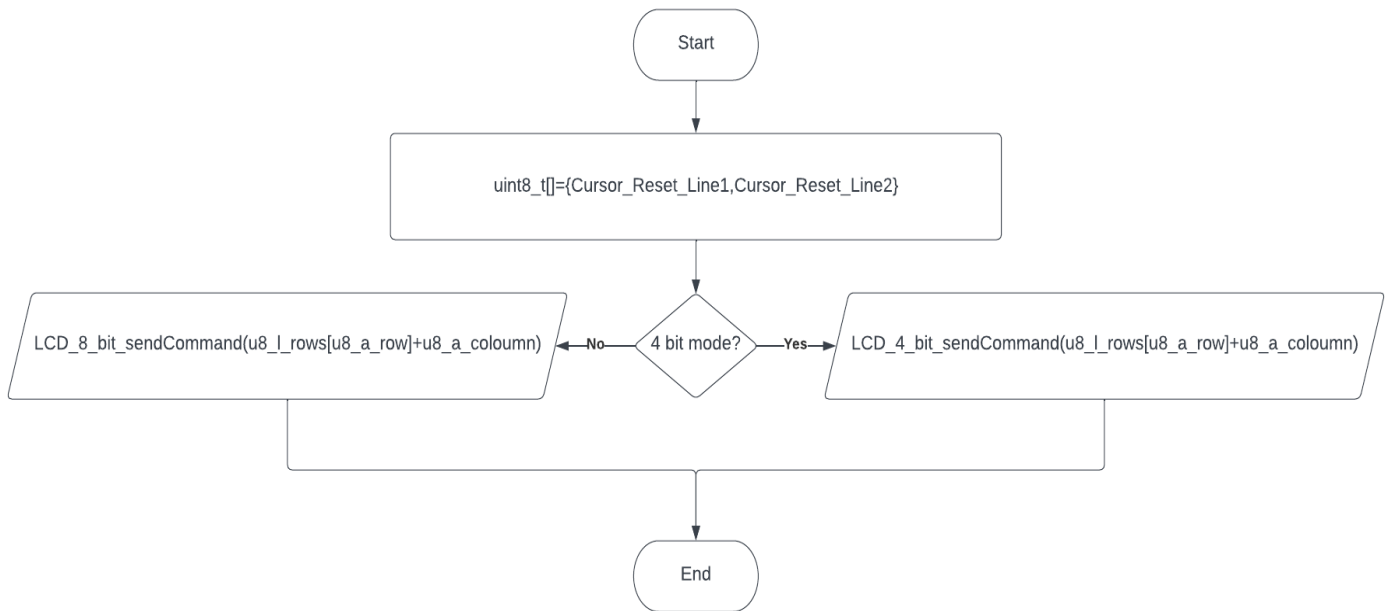 Start
uint8_t[]={Cursor_Reset_Line1,Cursor_Reset_Line2}
LCD_8_bit_sendCommand(u8_l_rows[u8_a_row]+u8_a_coloumn)
No
4 bit mode?
Yes
LCD_4_bit_sendCommand(u8_l_rows[u8_a_row]+u8_a_coloumn)
End